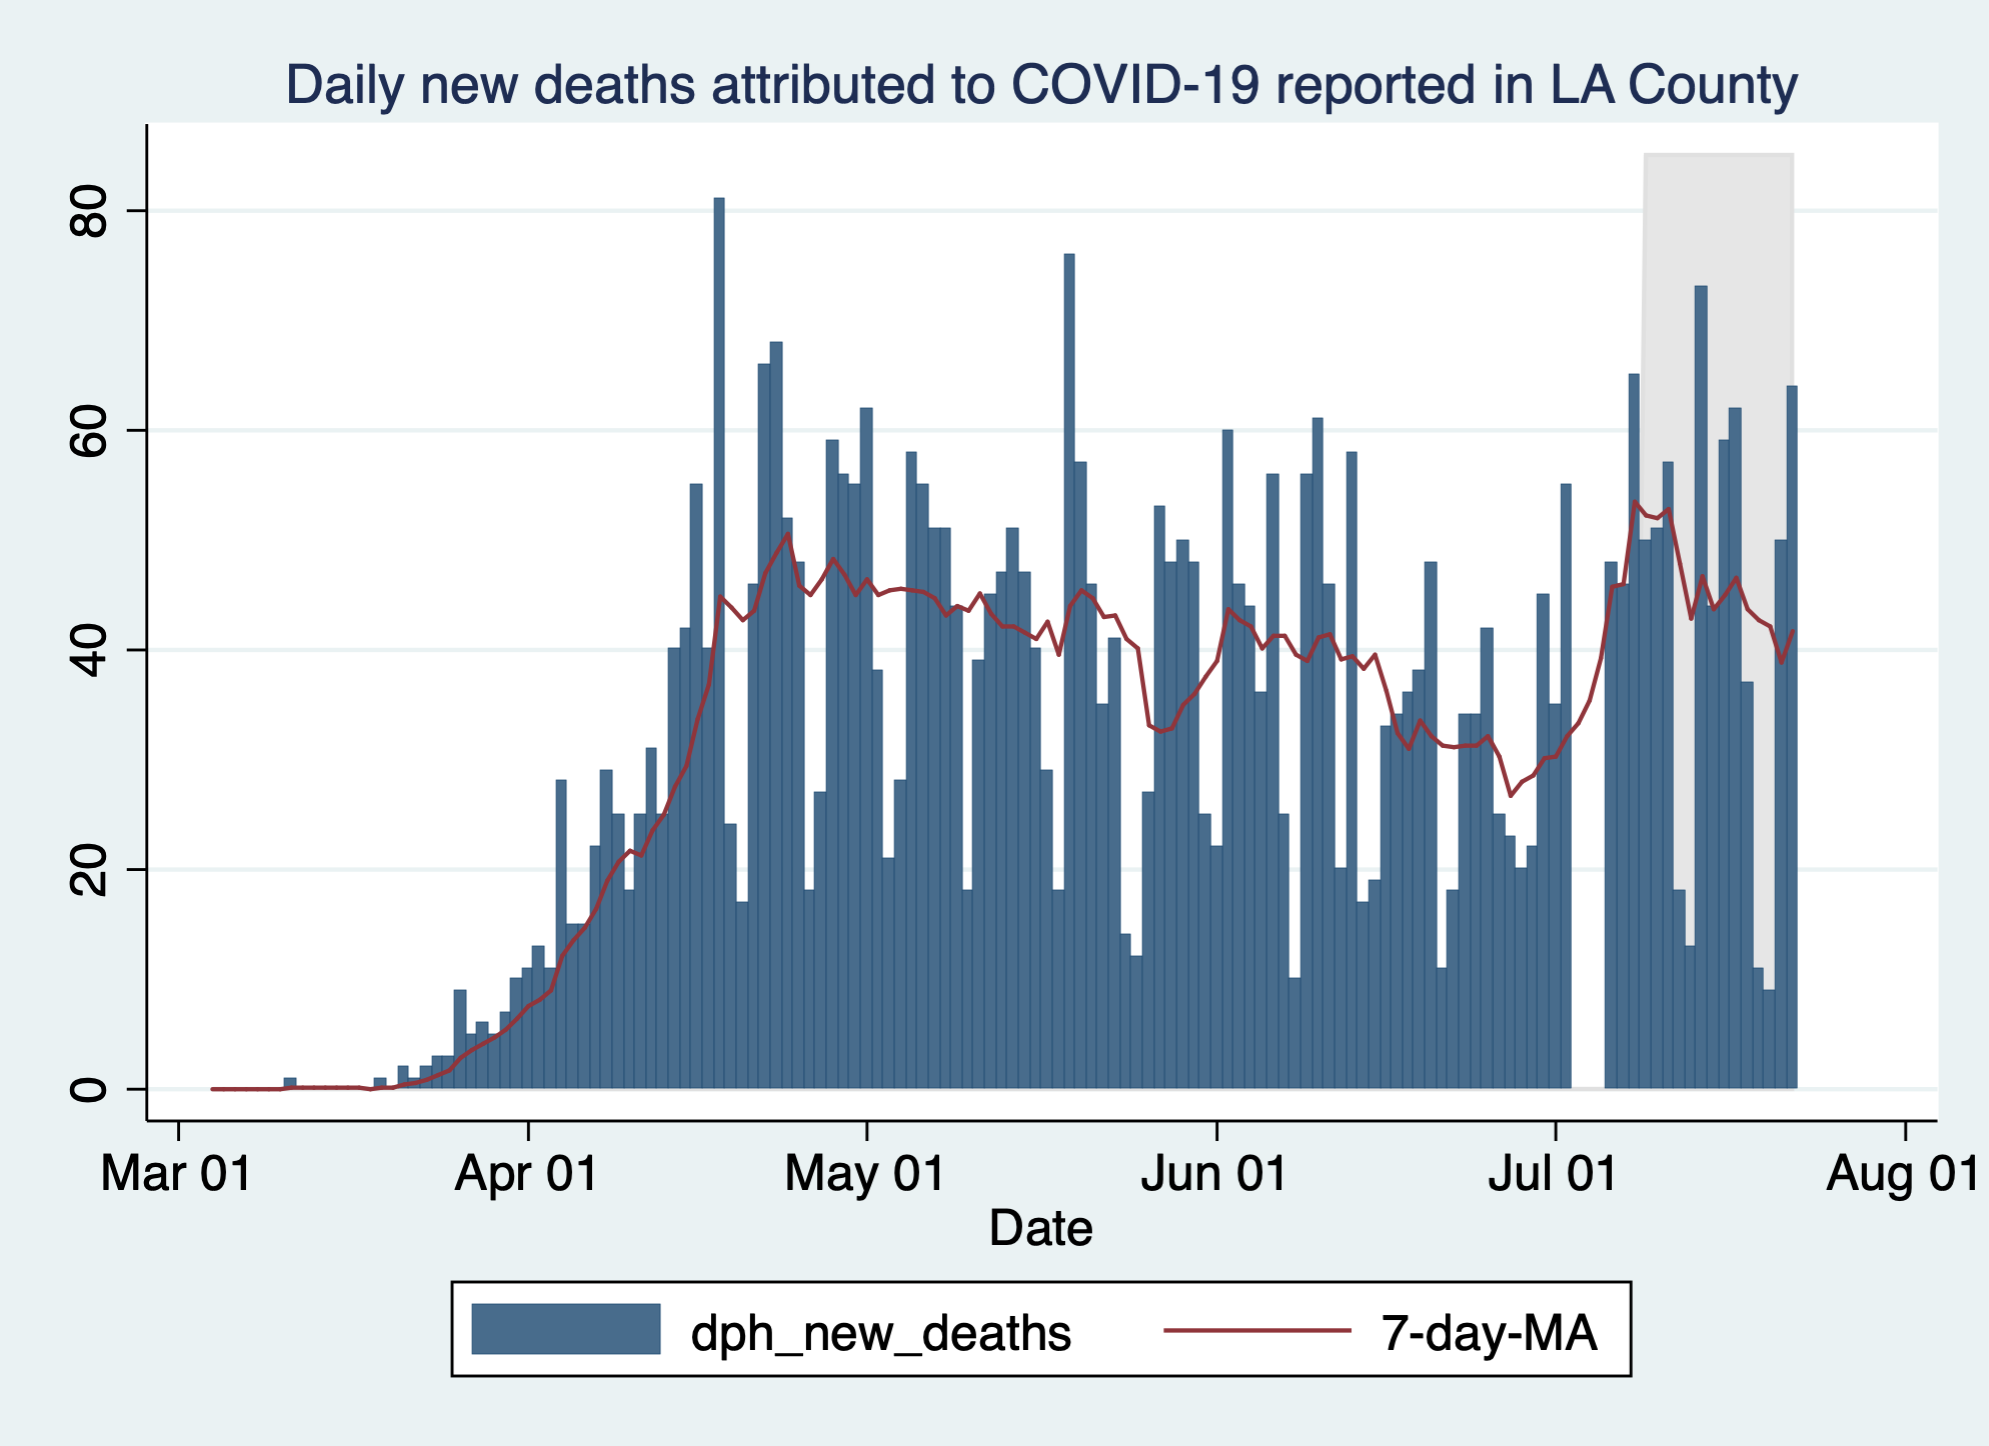 Daily new deaths attributed to COVID-19 reported in LA County
80
60
40
20
0
Mar 01 Apr 01 May 01 Jun 01 Jul 01 Aug 01
Date
dph_new_deaths 7-day-MA